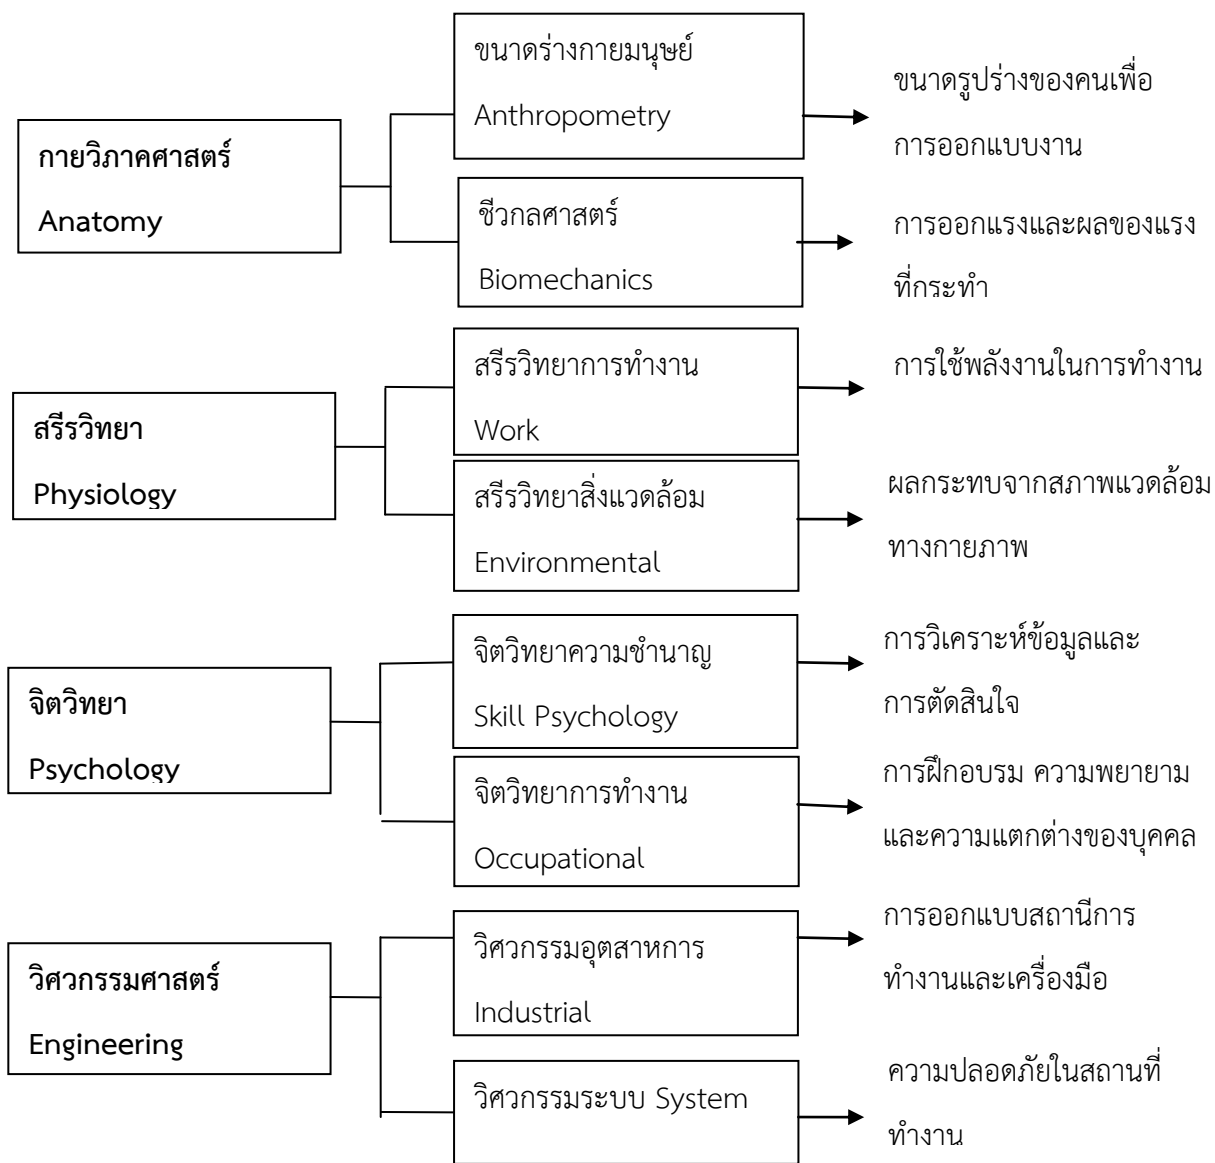 กายวิภาคศาสตร์
Anatomy
ขนาดร่างกายมนุษย์
Anthropometry
ขนาดรูปร่างของคนเพื่อ
การออกแบบงาน
ชีวกลศาสตร์
Biomechanics
การออกแรงและผลของแรง
ที่กระทำ
สรีรวิทยา
Physiology
สรีรวิทยาการทำงาน
Work
การใช้พลังงานในการทำงาน
สรีรวิทยาสิ่งแวดล้อม
Environmental
ผลกระทบจากสภาพแวดล้อม
ทางกายภาพ
จิตวิทยา
Psychology
จิตวิทยาความชำนาญ
Skill Psychology
การวิเคราะห์ข้อมูลและ
การตัดสินใจ
จิตวิทยาการทำงาน
Occupational
การฝึกอบรม ความพยายาม
และความแตกต่างของบุคคล
วิศวกรรมศาสตร์
Engineering
วิศวกรรมอุตสาหการ
Industrial
การออกแบบสถานีการ
ทำงานและเครื่องมือ
วิศวกรรมระบบ System
ความปลอดภัยในสถานที่
ทำงาน